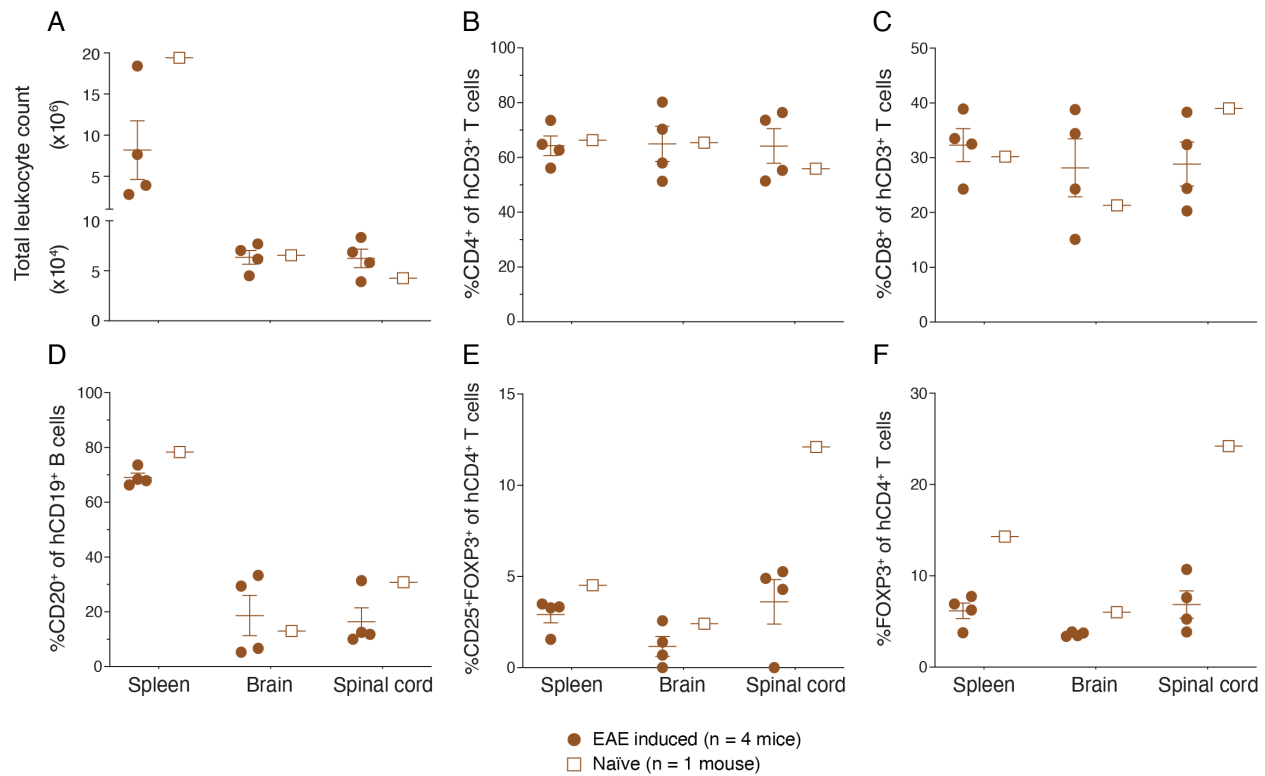 A
Total leukocyte count
(x10⁶)
(x10⁴)
20
15
10
5
10
5
0
B
%CD4⁺ of hCD3⁺ T cells
100
80
60
40
20
0
C
%CD8⁺ of hCD3⁺ T cells
50
40
30
20
10
0
D
%CD20⁺ of hCD19⁺ B cells
100
80
60
40
20
0
Spleen Brain Spinal cord
E
%CD25⁺FOXP3⁺ of hCD4⁺ T cells
15
10
5
0
Spleen Brain Spinal cord
F
%FOXP3⁺ of hCD4⁺ T cells
30
20
10
0
Spleen Brain Spinal cord
EAE induced (n = 4 mice)
Naïve (n = 1 mouse)